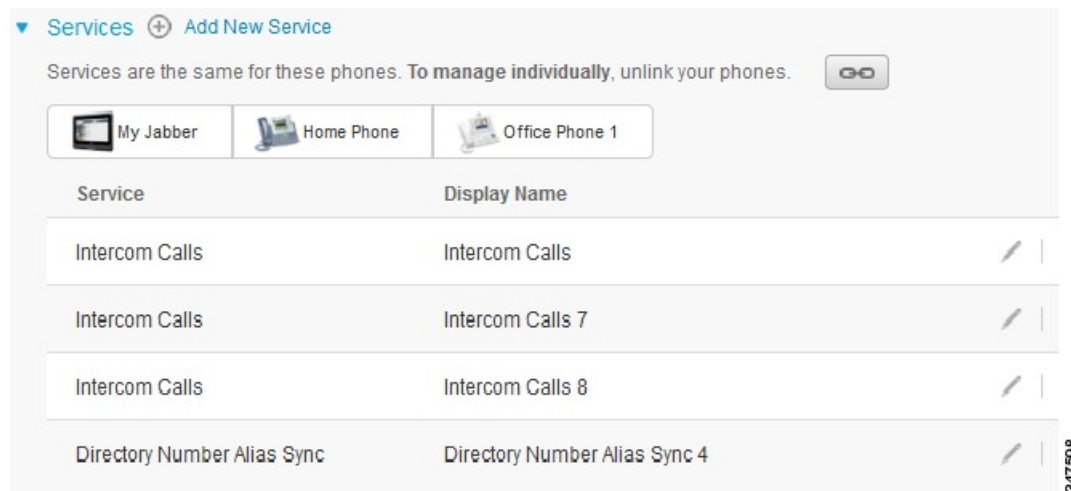 Services Add New Service
Services are the same for these phones. To manage individually, unlink your phones.
My Jabber Home Phone Office Phone 1
Service Display Name
Intercom Calls Intercom Calls
Intercom Calls Intercom Calls 7
Intercom Calls Intercom Calls 8
Directory Number Alias Sync Directory Number Alias Sync 4